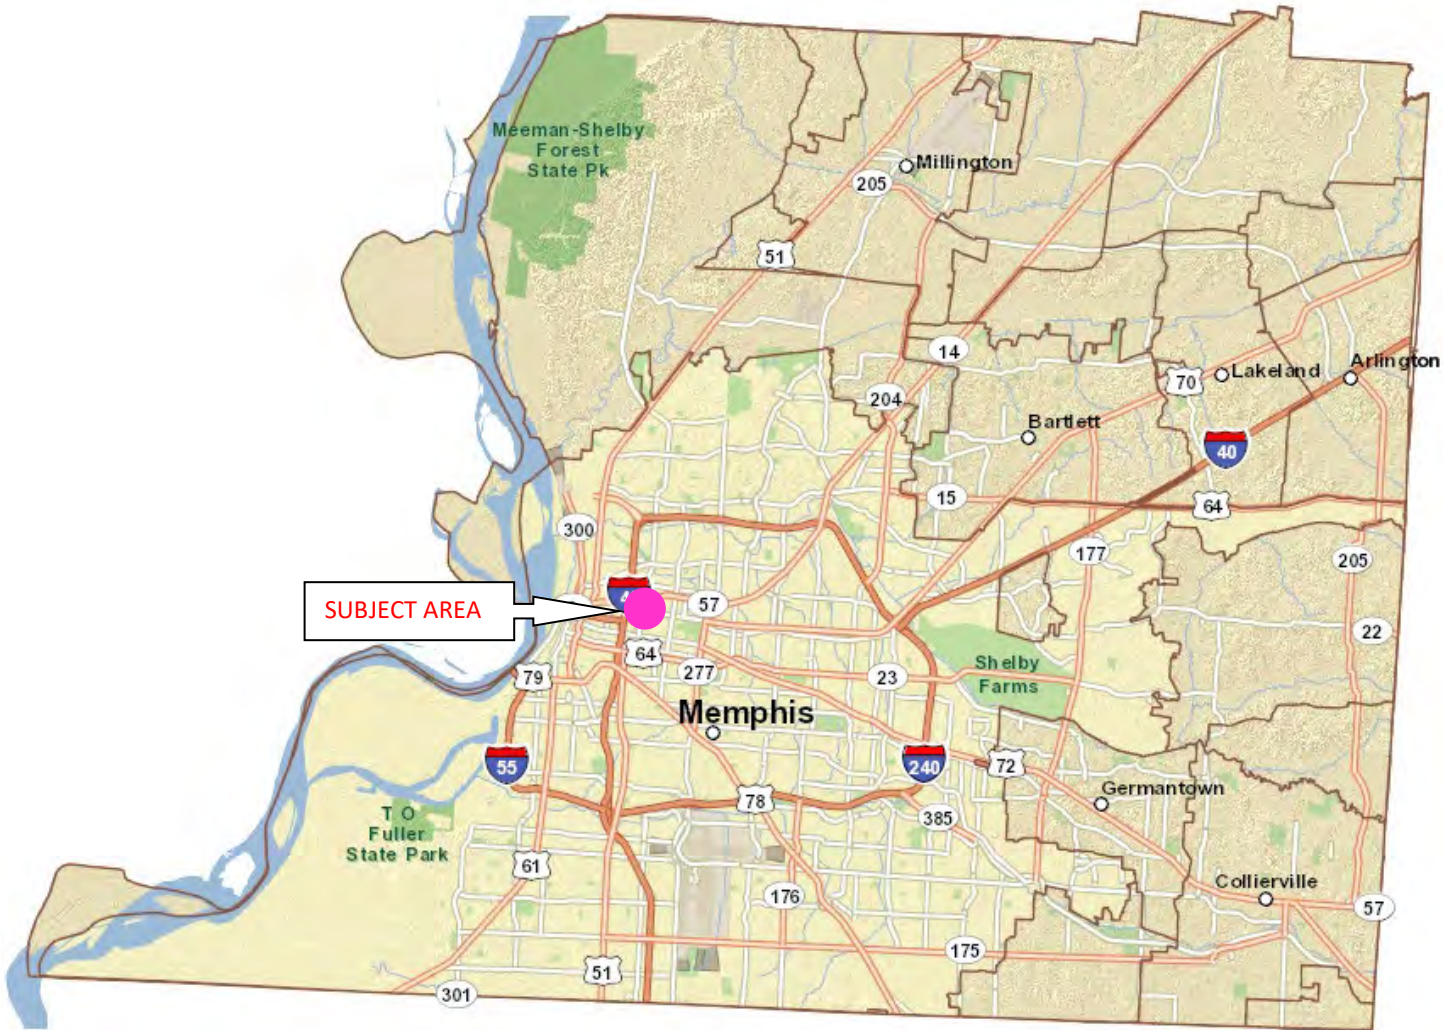 Meeman-Shelby
Forest
State Pk
Millington
205
51
14
Arlington
70
Lakeland
204
Bartlett
40
15
64
300
177
205
SUBJECT AREA
57
22
64
Shelby
Farms
79
277
23
Memphis
55
240
72
Germantown
78
T O
Fuller
State Park
385
61
Collierville
176
57
175
51
301